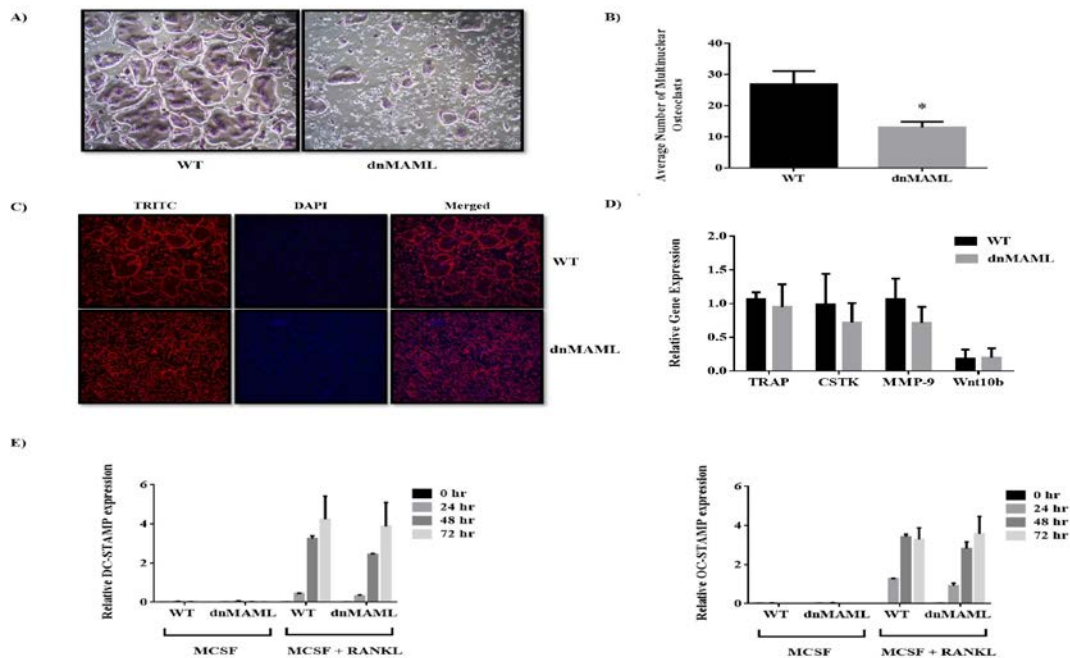 A)
WT
dnMAML
B)
Average Number of Multinuclear
Osteoclasts
40
30
20
10
0
*
WT
dnMAML
C)
TRITC
DAPI
Merged
WT
dnMAML
D)
Relative Gene Expression
2.0
1.5
1.0
0.5
0.0
WT
dnMAML
TRAP
CSTK
MMP-9
Wnt10b
E)
Relative DC-STAMP expression
6
4
2
0
0 hr
24 hr
48 hr
72 hr
WT dnMAML WT dnMAML
MCSF MCSF + RANKL
Relative OC-STAMP expression
6
4
2
0
0 hr
24 hr
48 hr
72 hr
WT dnMAML WT dnMAML
MCSF MCSF + RANKL